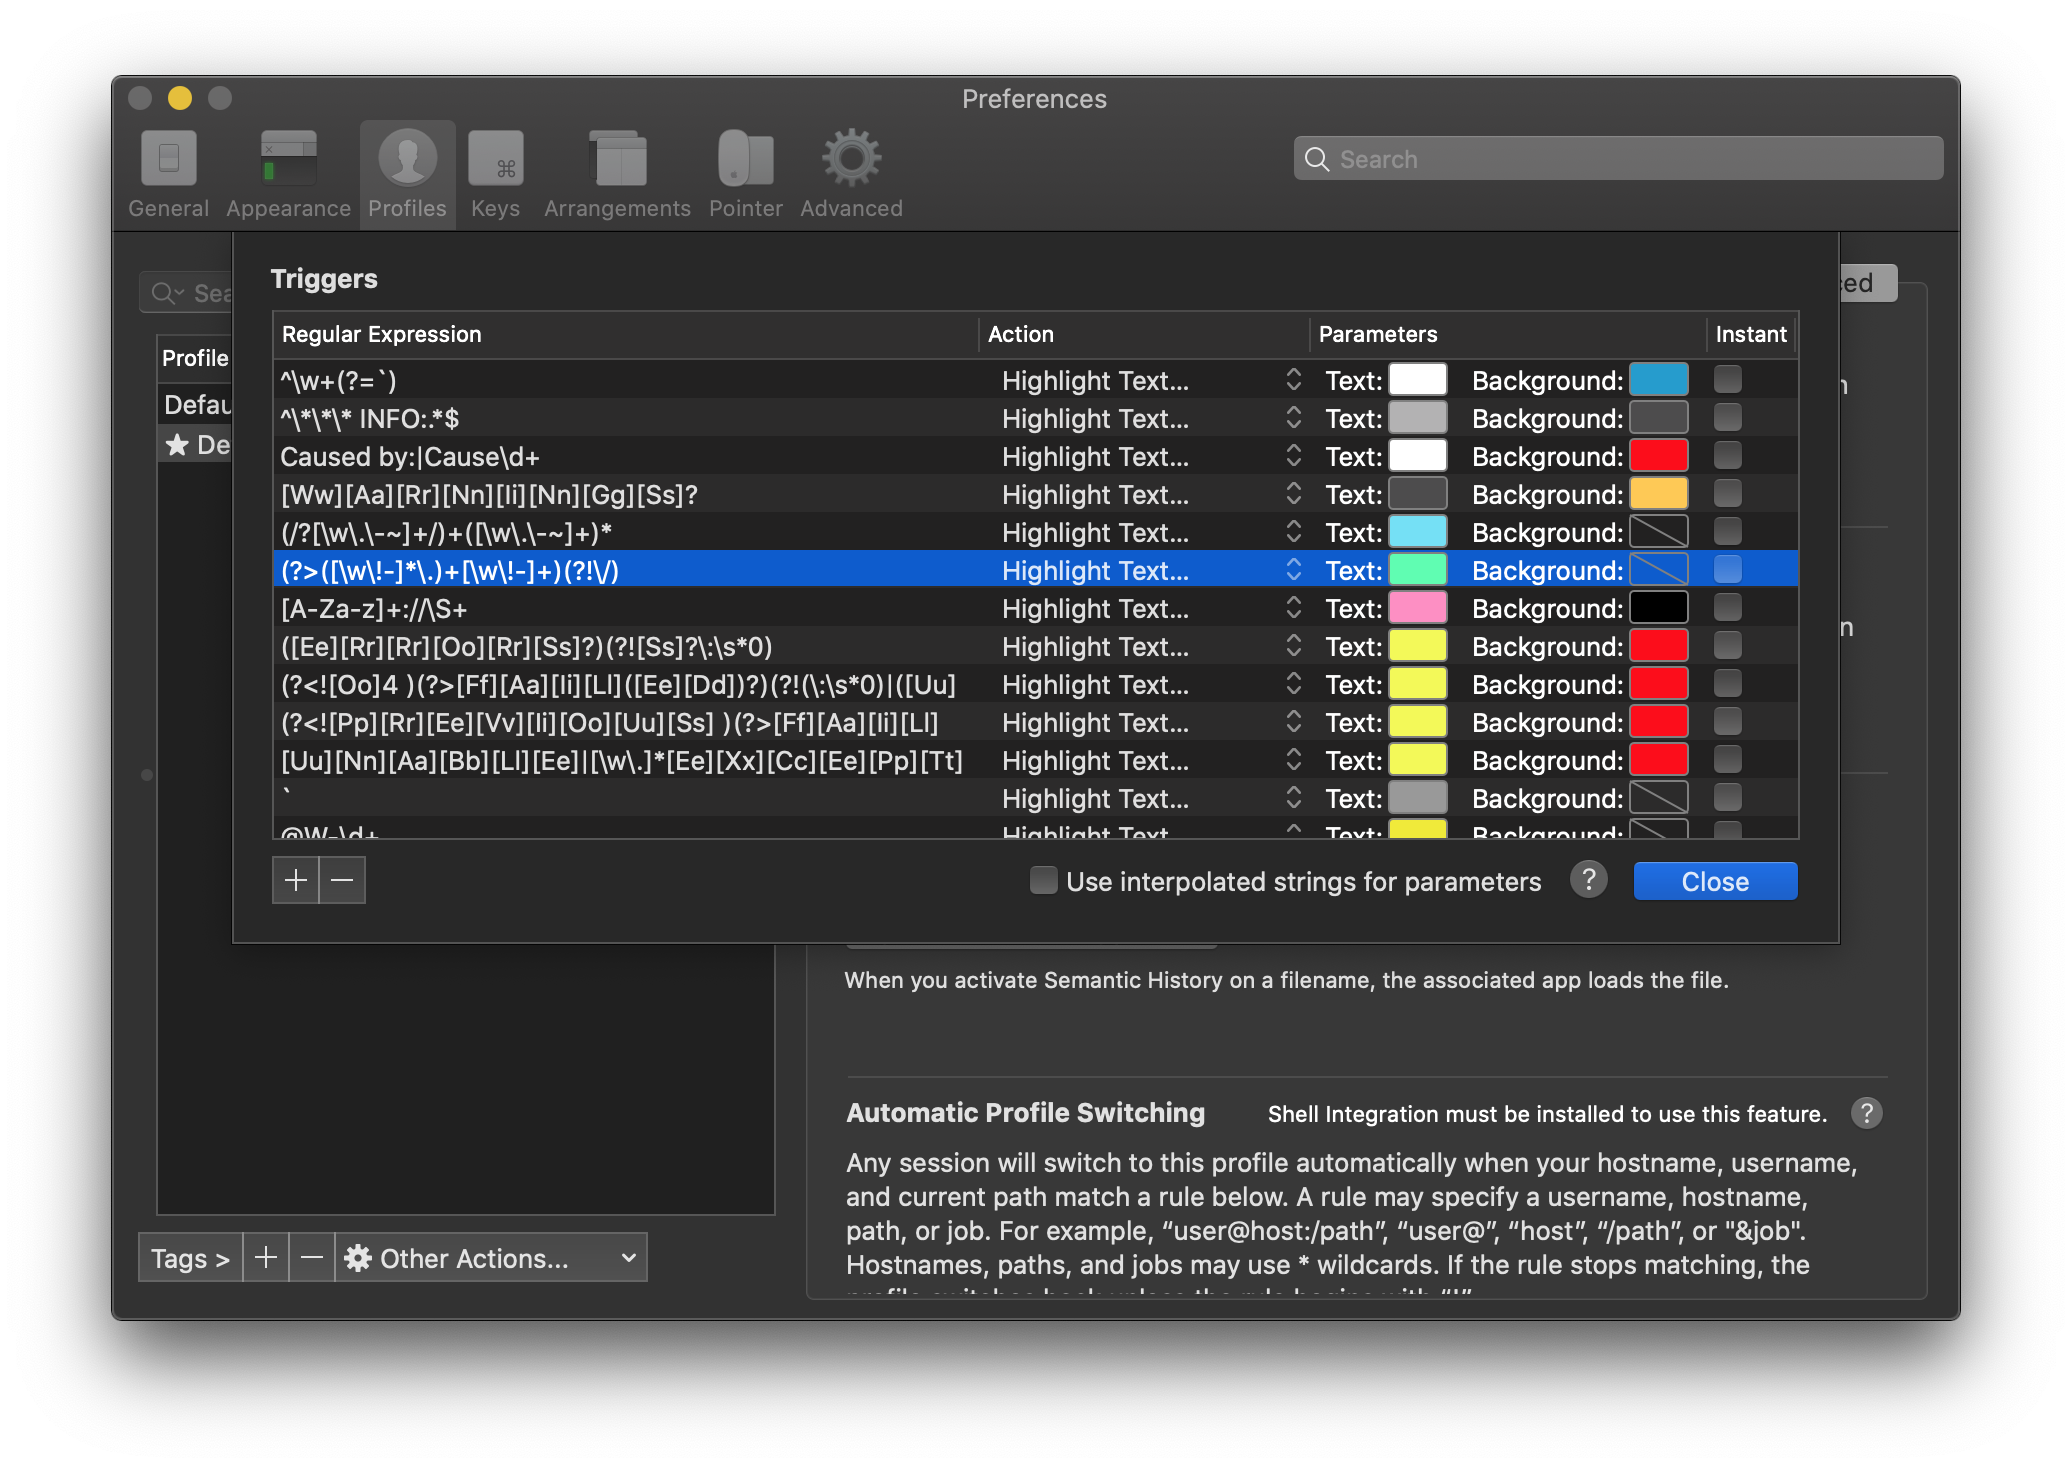 Preferences
General Appearance Profiles Keys Arrangements Pointer Advanced
Search
Triggers
Regular Expression Action Parameters Instant
^\w+(?=`) Highlight Text... Text: Background:
^\*\*\* INFO:.*$ Highlight Text... Text: Background:
Caused by:|Cause\d+ Highlight Text... Text: Background:
[Ww][Aa][Rr][Nn][Ii][Nn][Gg][Ss]? Highlight Text... Text: Background:
(/?[\w\.\-~]+/)+([\w\.\-~]+)* Highlight Text... Text: Background:
(?>([\w\!-]*\.)+[\w\!-]+)(?!\/) Highlight Text... Text: Background:
[A-Za-z]+://\S+ Highlight Text... Text: Background:
([Ee][Rr][Rr][Oo][Rr][Ss]?)(?![Ss]?\:\s*0) Highlight Text... Text: Background:
(?<![Oo]4 )(?>[Ff][Aa][Ii][Ll]([Ee][Dd])?)(?!(\:\s*0)|([Uu] Highlight Text... Text: Background:
(?<![Pp][Rr][Ee][Vv][Ii][Oo][Uu][Ss] )(?>[Ff][Aa][Ii][Ll] Highlight Text... Text: Background:
[Uu][Nn][Aa][Bb][Ll][Ee]|[\w\.]*[Ee][Xx][Cc][Ee][Pp][Tt] Highlight Text... Text: Background:
` Highlight Text... Text: Background:
@W-\d+ Highlight Text... Text: Background:
+ − Use interpolated strings for parameters ? Close
Sea
Profile
Defau
★ De
ced
n
n
When you activate Semantic History on a filename, the associated app loads the file.
Automatic Profile Switching Shell Integration must be installed to use this feature. ?
Any session will switch to this profile automatically when your hostname, username,
and current path match a rule below. A rule may specify a username, hostname,
path, or job. For example, “user@host:/path”, “user@”, “host”, “/path”, or "&job".
Hostnames, paths, and jobs may use * wildcards. If the rule stops matching, the
profile switches back unless the rule begins with “!”
Tags > + − Other Actions...